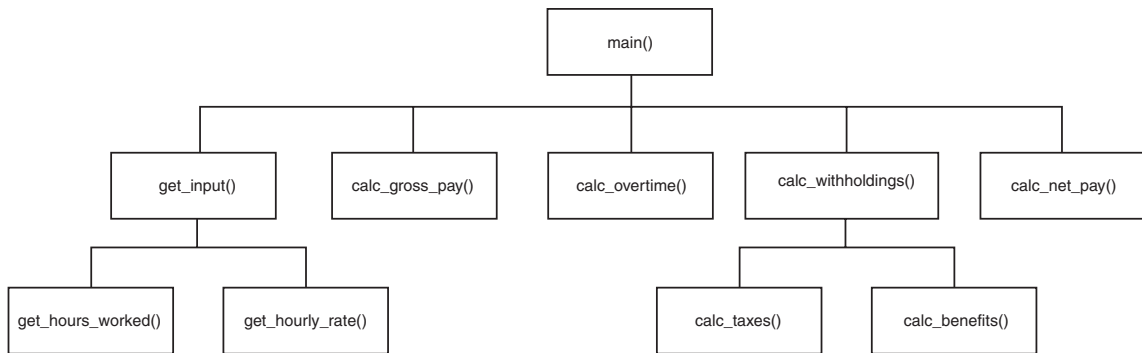 main()
get_input()
calc_gross_pay()
calc_overtime()
calc_withholdings()
calc_net_pay()
get_hours_worked()
get_hourly_rate()
calc_taxes()
calc_benefits()